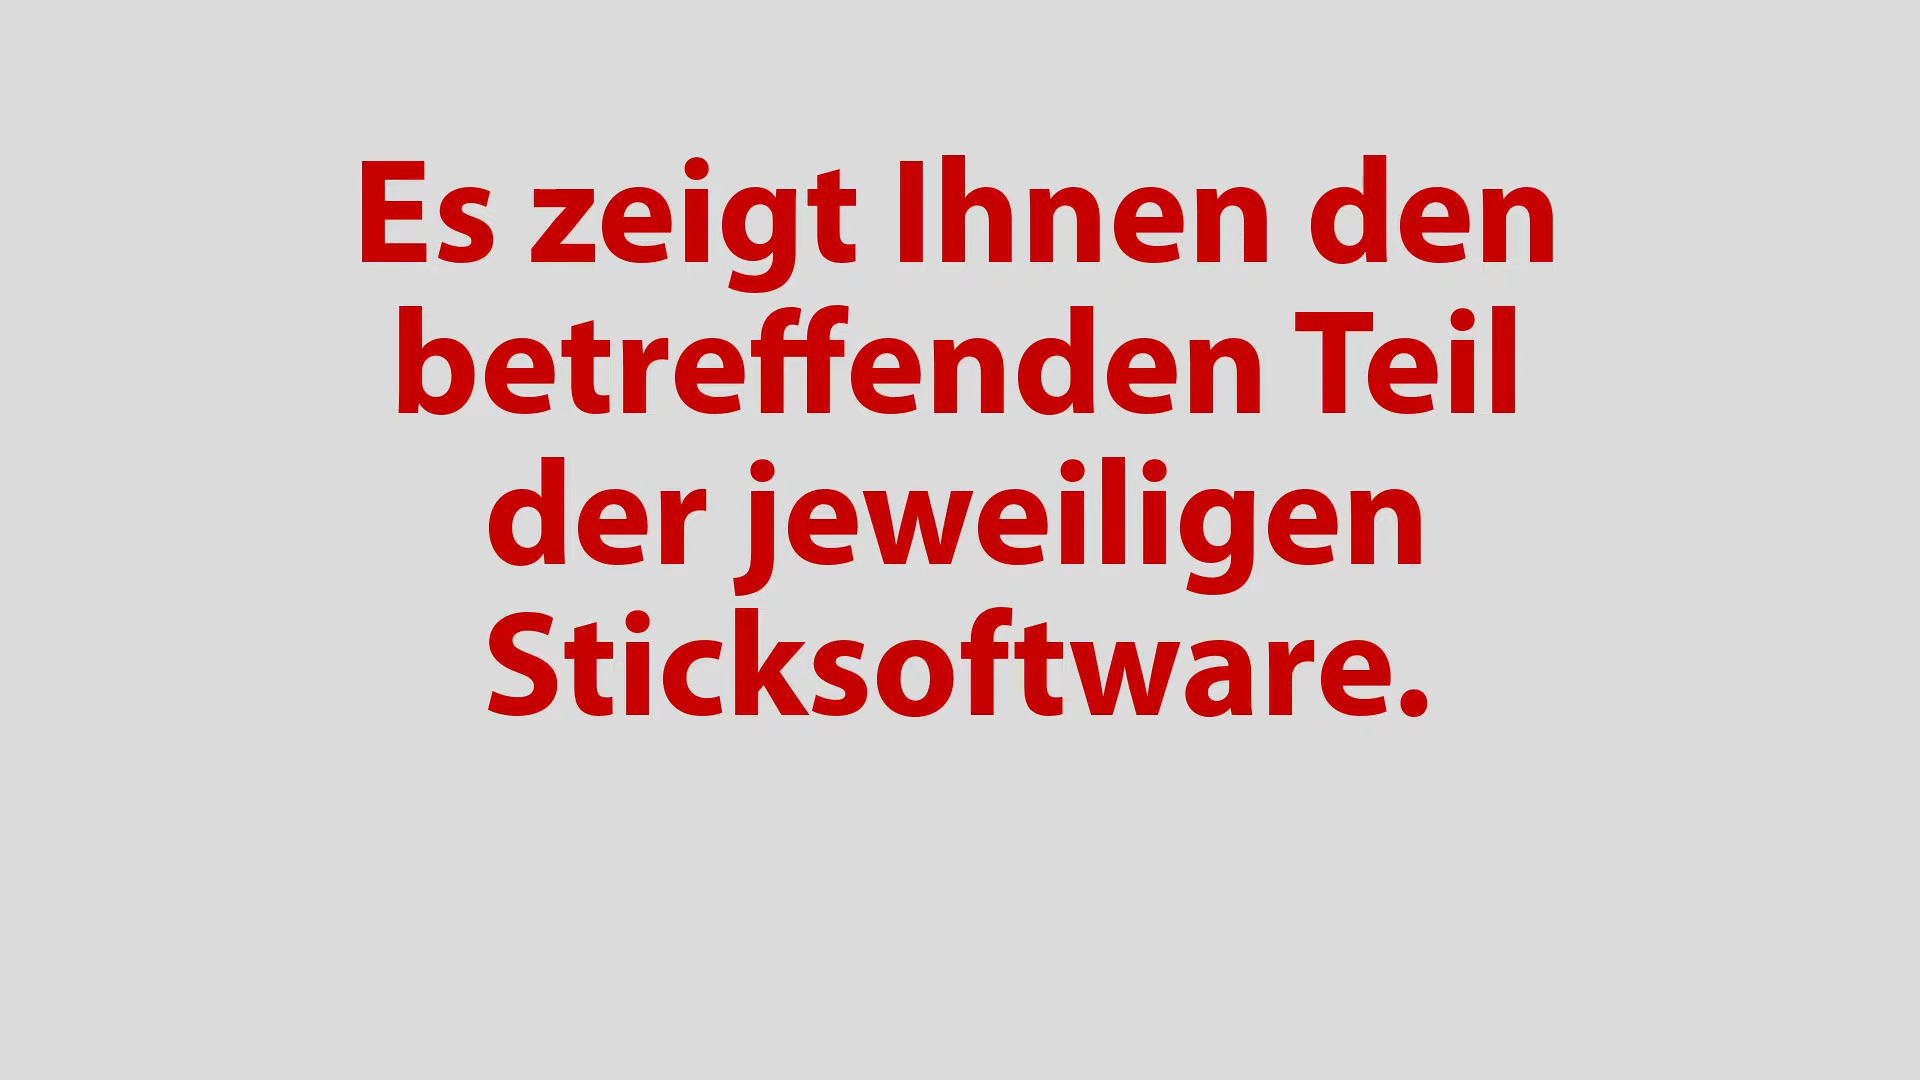 Es zeigt Ihnen den
betreffenden Teil
der jeweiligen
Sticksoftware.